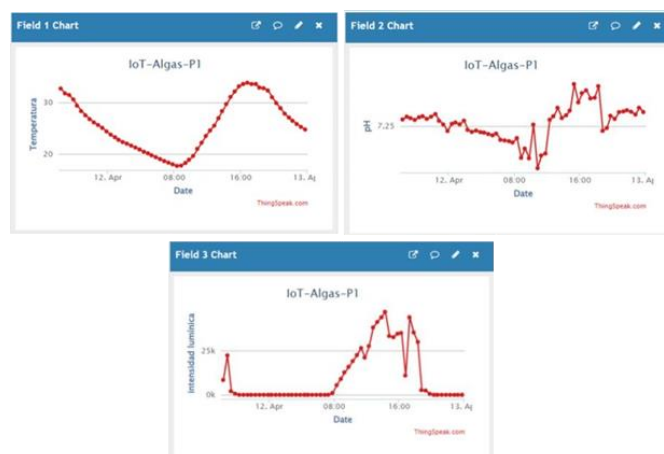 Field 1 Chart
IoT-Algas-P1
Temperatura
30
20
12. Apr
08:00
16:00
13. Ap
Date
ThingSpeak.com
Field 2 Chart
IoT-Algas-P1
pH
7.25
12. Apr
08:00
16:00
13. Ap
Date
ThingSpeak.com
Field 3 Chart
IoT-Algas-P1
Intensidad lumínica
25k
0k
12. Apr
08:00
16:00
13. Ap
Date
ThingSpeak.com